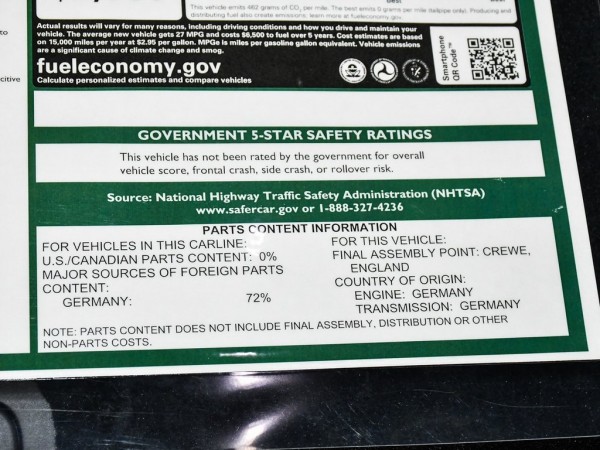 to
citive
best
This vehicle emits 462 grams of CO₂ per mile. The best emits 0 grams per mile (tailpipe only). Producing and
distributing fuel also create emissions; learn more at fueleconomy.gov.
Actual results will vary for many reasons, including driving conditions and how you drive and maintain your
vehicle. The average new vehicle gets 27 MPG and costs $6,500 to fuel over 5 years. Cost estimates are based
on 15,000 miles per year at $2.95 per gallon. MPGe is miles per gasoline gallon equivalent. Vehicle emissions
are a significant cause of climate change and smog.
fueleconomy.gov
Calculate personalized estimates and compare vehicles
Smartphone
QR Code™
GOVERNMENT 5-STAR SAFETY RATINGS
This vehicle has not been rated by the government for overall
vehicle score, frontal crash, side crash, or rollover risk.
Source: National Highway Traffic Safety Administration (NHTSA)
www.safercar.gov or 1-888-327-4236
PARTS CONTENT INFORMATION
FOR VEHICLES IN THIS CARLINE:
U.S./CANADIAN PARTS CONTENT: 0%
MAJOR SOURCES OF FOREIGN PARTS
CONTENT:
GERMANY: 72%
FOR THIS VEHICLE:
FINAL ASSEMBLY POINT: CREWE,
ENGLAND
COUNTRY OF ORIGIN:
ENGINE: GERMANY
TRANSMISSION: GERMANY
NOTE: PARTS CONTENT DOES NOT INCLUDE FINAL ASSEMBLY, DISTRIBUTION OR OTHER
NON-PARTS COSTS.